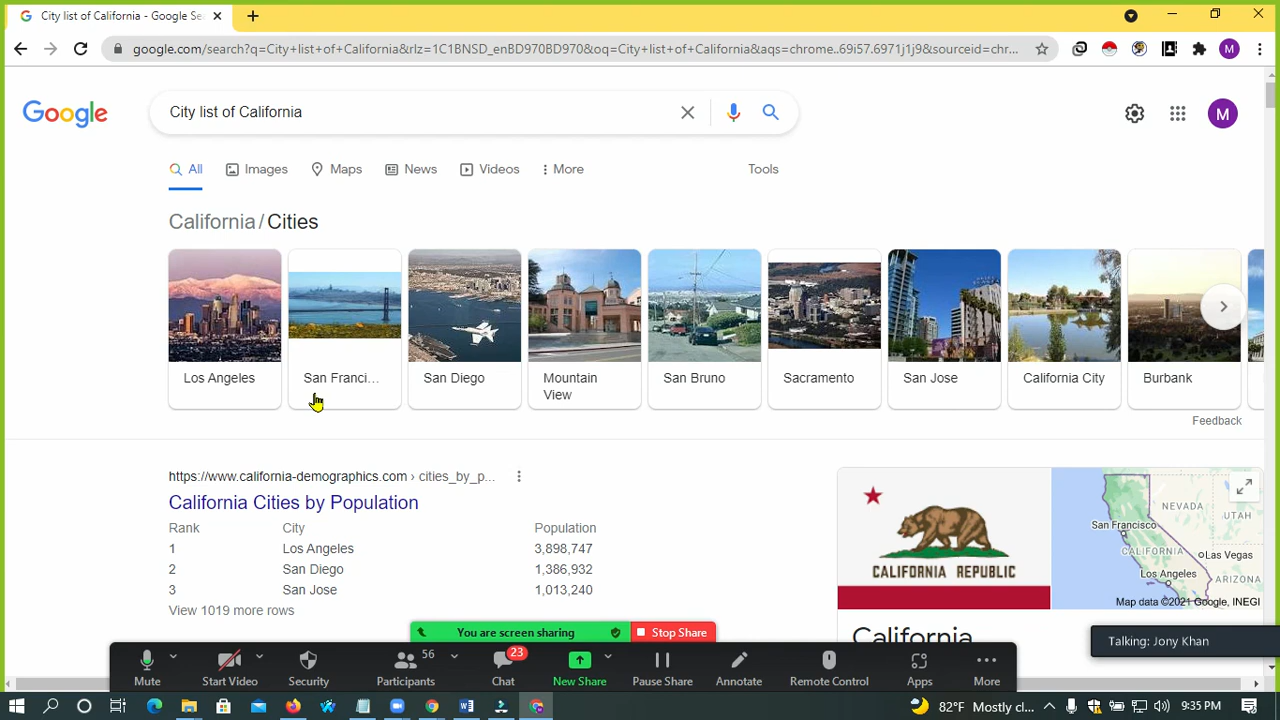 City list of California - Google Se
google.com/search?q=City+list+of+California&rlz=1C1BNSD_enBD970BD970&oq=City+list+of+California&aqs=chrome..69i57.6971j1j9&sourceid=chr...
M
Google
City list of California
M
All
Images
Maps
News
Videos
More
Tools
California / Cities
Los Angeles
San Franci...
San Diego
Mountain View
San Bruno
Sacramento
San Jose
California City
Burbank
Feedback
https://www.california-demographics.com › cities_by_p...
California Cities by Population
Rank City Population
1 Los Angeles 3,898,747
2 San Diego 1,386,932
3 San Jose 1,013,240
View 1019 more rows
CALIFORNIA REPUBLIC
NEVADA
UTAH
San Francisco
CALIFORNIA
Las Vegas
Los Angeles
ARIZONA
Map data ©2021 Google, INEGI
California
You are screen sharing
Stop Share
Talking: Jony Khan
56
23
Mute
Start Video
Security
Participants
Chat
New Share
Pause Share
Annotate
Remote Control
Apps
More
82°F Mostly cl...
9:35 PM